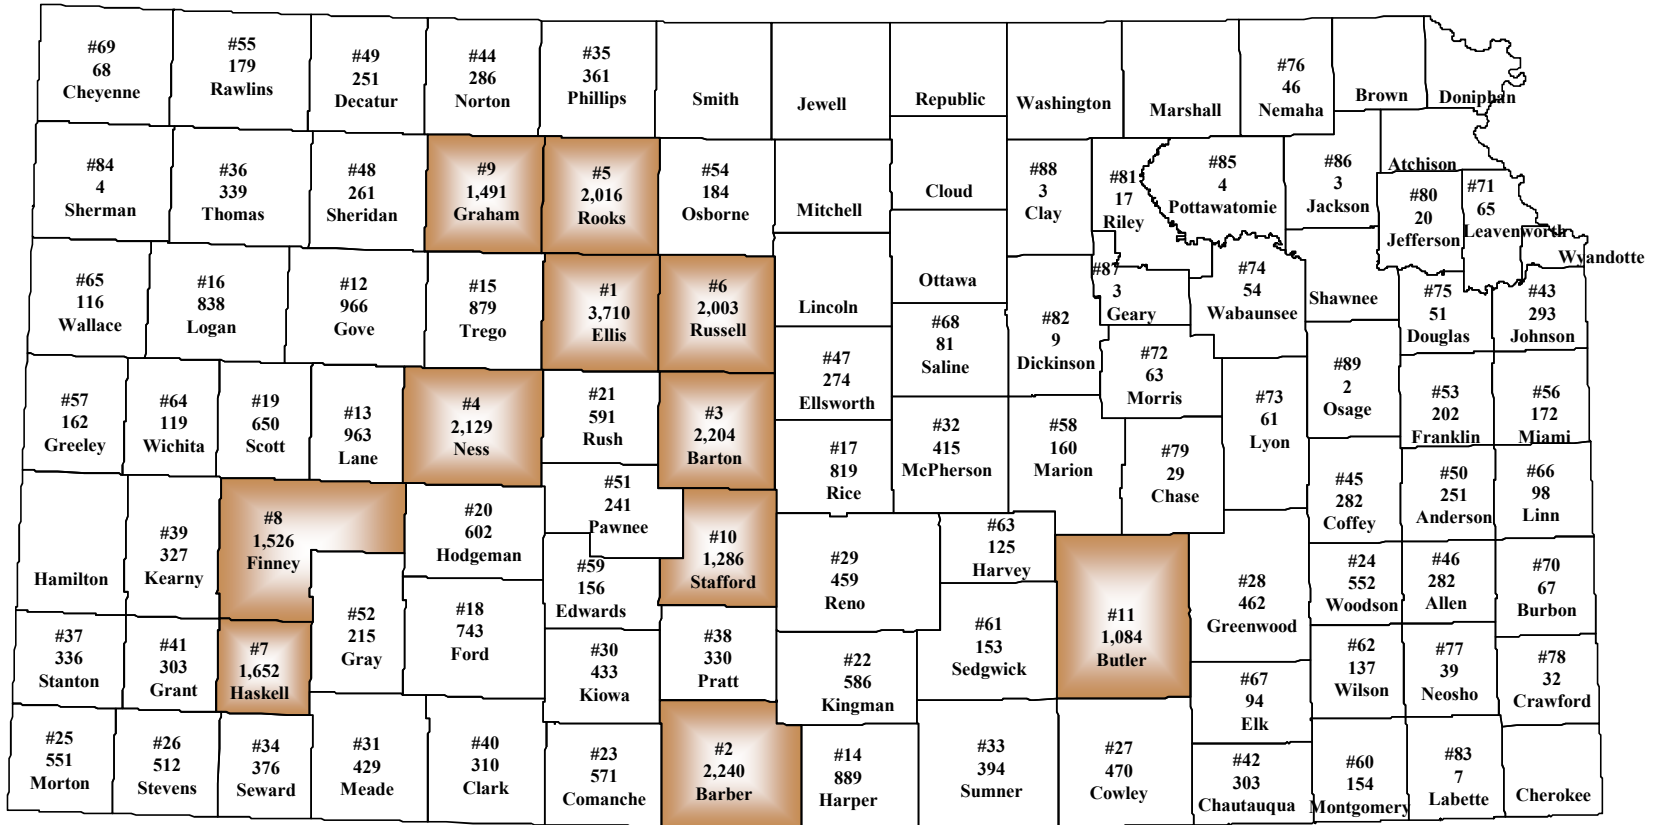 #69
68
Cheyenne
#55
179
Rawlins
#49
251
Decatur
#44
286
Norton
#35
361
Phillips
Smith
Jewell
Republic
Washington
Marshall
#76
46
Nemaha
Brown
Doniphan
#84
4
Sherman
#36
339
Thomas
#48
261
Sheridan
#9
1,491
Graham
#5
2,016
Rooks
#54
184
Osborne
Mitchell
Cloud
#88
3
Clay
#81
17
Riley
#85
4
Pottawatomie
#86
3
Jackson
Atchison
#80
20
Jefferson
#71
65
Leavenworth
Wyandotte
#65
116
Wallace
#16
838
Logan
#12
966
Gove
#15
879
Trego
#1
3,710
Ellis
#6
2,003
Russell
Lincoln
Ottawa
#68
81
Saline
#82
9
Dickinson
#87
3
Geary
#74
54
Wabaunsee
Shawnee
#75
51
Douglas
#43
293
Johnson
#57
162
Greeley
#64
119
Wichita
#19
650
Scott
#13
963
Lane
#4
2,129
Ness
#21
591
Rush
#3
2,204
Barton
#47
274
Ellsworth
#17
819
Rice
#32
415
McPherson
#58
160
Marion
#72
63
Morris
#79
29
Chase
#73
61
Lyon
#89
2
Osage
#53
202
Franklin
#56
172
Miami
Hamilton
#39
327
Kearny
#8
1,526
Finney
#20
602
Hodgeman
#51
241
Pawnee
#59
156
Edwards
#10
1,286
Stafford
#29
459
Reno
#63
125
Harvey
#11
1,084
Butler
#28
462
Greenwood
#45
282
Coffey
#50
251
Anderson
#66
98
Linn
#24
552
Woodson
#46
282
Allen
#70
67
Burbon
#37
336
Stanton
#41
303
Grant
#7
1,652
Haskell
#52
215
Gray
#18
743
Ford
#30
433
Kiowa
#38
330
Pratt
#22
586
Kingman
#61
153
Sedgwick
#67
94
Elk
#62
137
Wilson
#77
39
Neosho
#78
32
Crawford
#25
551
Morton
#26
512
Stevens
#34
376
Seward
#31
429
Meade
#40
310
Clark
#23
571
Comanche
#2
2,240
Barber
#14
889
Harper
#33
394
Sumner
#27
470
Cowley
#42
303
Chautauqua
#60
154
Montgomery
#83
7
Labette
Cherokee